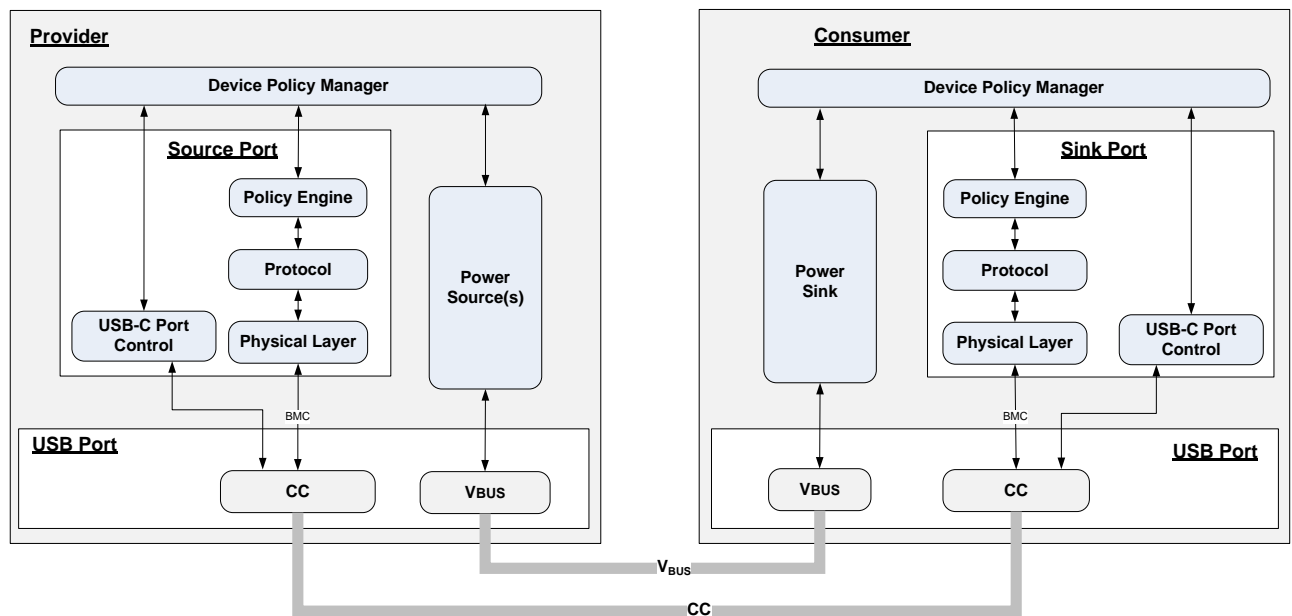 Provider
Device Policy Manager
Source Port
Policy Engine
Protocol
Physical Layer
USB-C Port
Control
Power
Source(s)
BMC
USB Port
CC
VBUS
Consumer
Device Policy Manager
Sink Port
Policy Engine
Protocol
Physical Layer
USB-C Port
Control
Power
Sink
BMC
USB Port
VBUS
CC
VBUS
CC